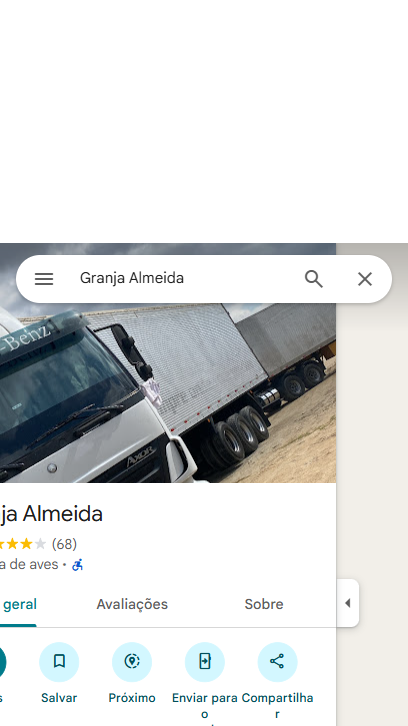 Granja Almeida
-Benz
AXOR
ja Almeida
(68)
a de aves ·
geral Avaliações Sobre
s Salvar Próximo Enviar para o Compartilhar